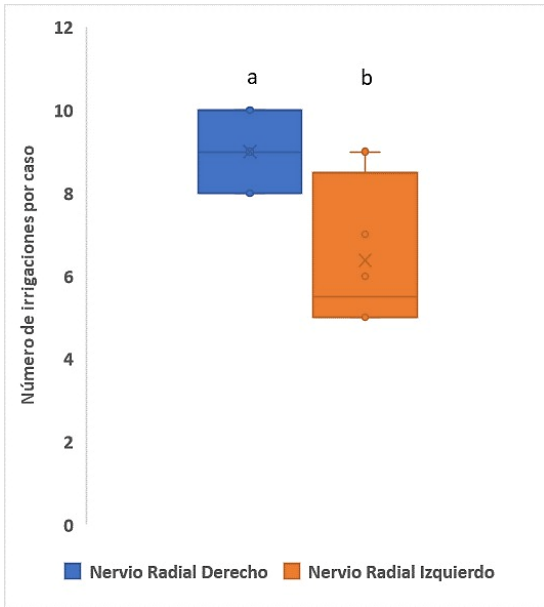 Número de irrigaciones por caso
12
10
8
6
4
2
0
a
b
Nervio Radial Derecho
Nervio Radial Izquierdo